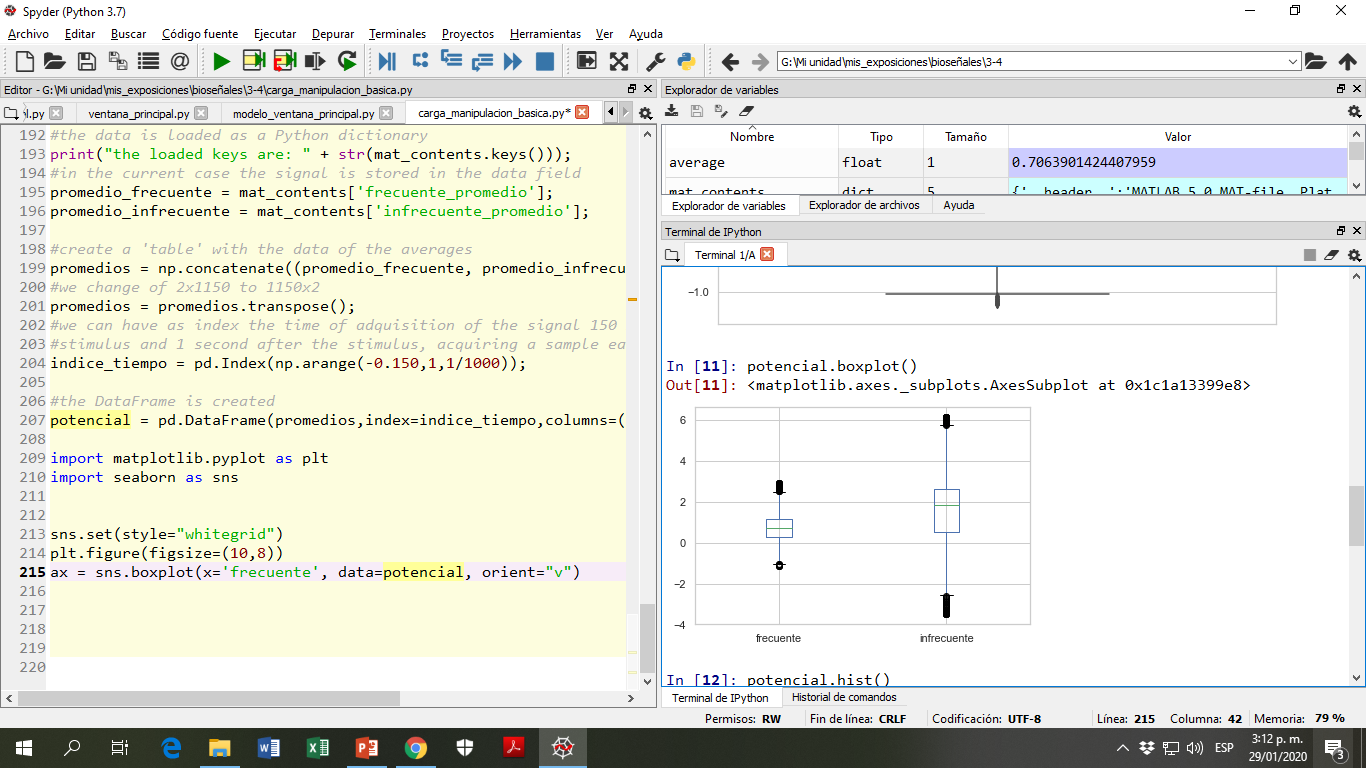 Spyder (Python 3.7)
Archivo Editar Buscar Código fuente Ejecutar Depurar Terminales Proyectos Herramientas Ver Ayuda
G:\Mi unidad\mis_exposiciones\bioseñales\3-4
Editor - G:\Mi unidad\mis_exposiciones\bioseñales\3-4\carga_manipulacion_basica.py
l.py ventana_principal.py modelo_ventana_principal.py carga_manipulacion_basica.py*
192 #the data is loaded as a Python dictionary
193 print("the loaded keys are: " + str(mat_contents.keys()));
194 #in the current case the signal is stored in the data field
195 promedio_frecuente = mat_contents['frecuente_promedio'];
196 promedio_infrecuente = mat_contents['infrecuente_promedio'];
197
198 #create a 'table' with the data of the averages
199 promedios = np.concatenate((promedio_frecuente, promedio_infrecu
200 #we change of 2x1150 to 1150x2
201 promedios = promedios.transpose();
202 #we can have as index the time of adquisition of the signal 150
203 #stimulus and 1 second after the stimulus, acquiring a sample ea
204 indice_tiempo = pd.Index(np.arange(-0.150,1,1/1000));
205
206 #the DataFrame is created
207 potencial = pd.DataFrame(promedios,index=indice_tiempo,columns=(
208
209 import matplotlib.pyplot as plt
210 import seaborn as sns
211
212
213 sns.set(style="whitegrid")
214 plt.figure(figsize=(10,8))
215 ax = sns.boxplot(x='frecuente', data=potencial, orient="v")
216
217
218
219
220
Explorador de variables
Nombre Tipo Tamaño Valor
average float 1 0.7063901424407959
mat_contents dict 5 {'__header__':'MATLAB 5.0 MAT-file, Plat
Explorador de variables Explorador de archivos Ayuda
Terminal de IPython
Terminal 1/A
−1.0
In [11]: potencial.boxplot()
Out[11]: <matplotlib.axes._subplots.AxesSubplot at 0x1c1a13399e8>
6
4
2
0
−2
−4
frecuente infrecuente
In [12]: potencial.hist()
Terminal de IPython Historial de comandos
Permisos: RW Fin de línea: CRLF Codificación: UTF-8 Línea: 215 Columna: 42 Memoria: 79 %
ESP
3:12 p. m.
29/01/2020
3